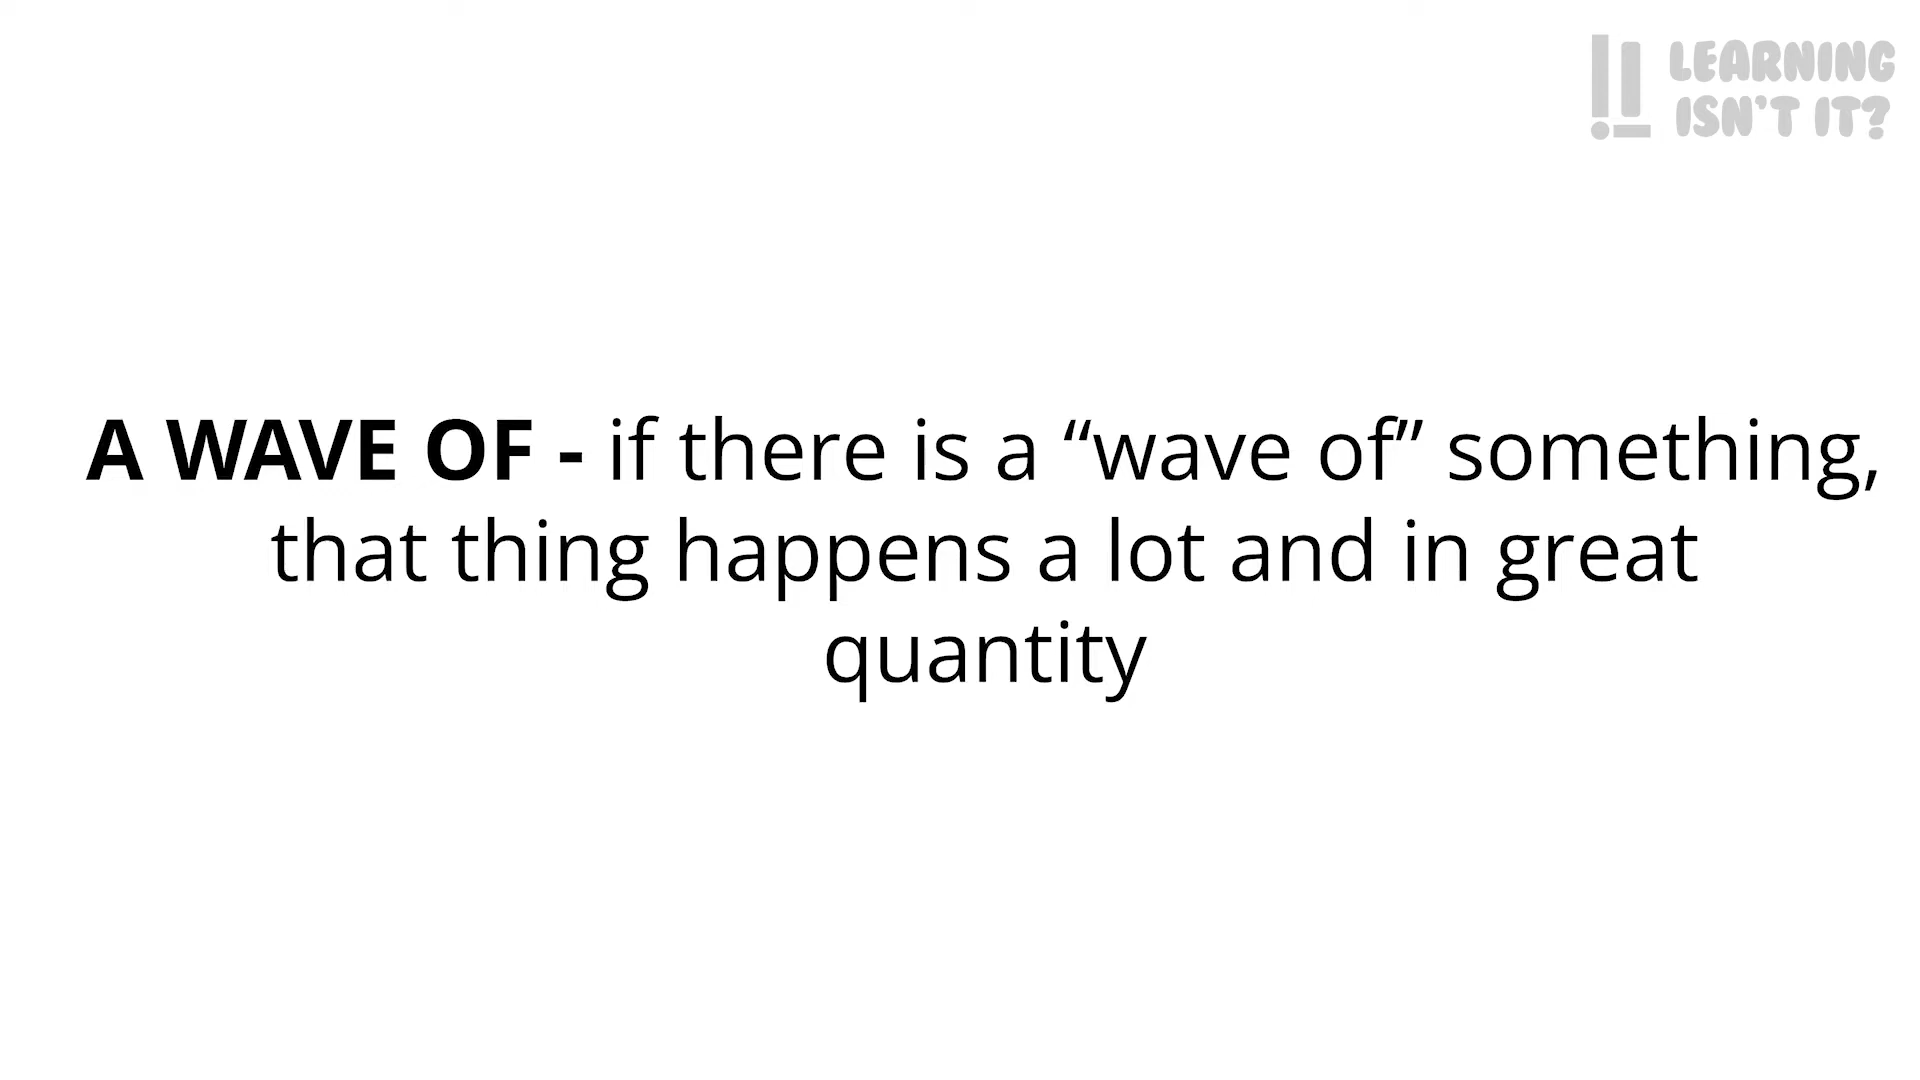 LEARNING
ISN'T IT?
A WAVE OF - if there is a “wave of” something,
that thing happens a lot and in great
quantity